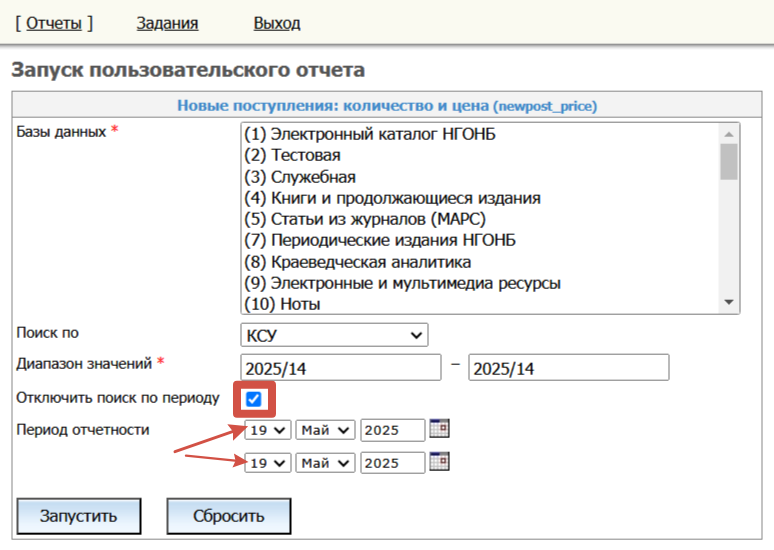 [ Отчеты ] Задания Выход
Запуск пользовательского отчета
Новые поступления: количество и цена (newpost_price)
Базы данных *
(1) Электронный каталог НГОНБ
(2) Тестовая
(3) Служебная
(4) Книги и продолжающиеся издания
(5) Статьи из журналов (МАРС)
(7) Периодические издания НГОНБ
(8) Краеведческая аналитика
(9) Электронные и мультимедиа ресурсы
(10) Ноты
Поиск по КСУ
Диапазон значений * 2025/14 – 2025/14
Отключить поиск по периоду
Период отчетности 19 Май 2025
19 Май 2025
Запустить Сбросить